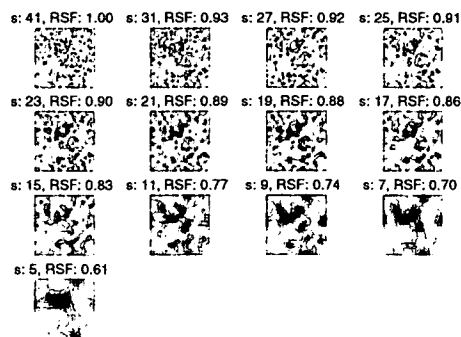 s: 41, RSF: 1.00 s: 31, RSF: 0.93 s: 27, RSF: 0.92 s: 25, RSF: 0.91
s: 23, RSF: 0.90 s: 21, RSF: 0.89 s: 19, RSF: 0.88 s: 17, RSF: 0.86
s: 15, RSF: 0.83 s: 11, RSF: 0.77 s: 9, RSF: 0.74 s: 7, RSF: 0.70
s: 5, RSF: 0.61